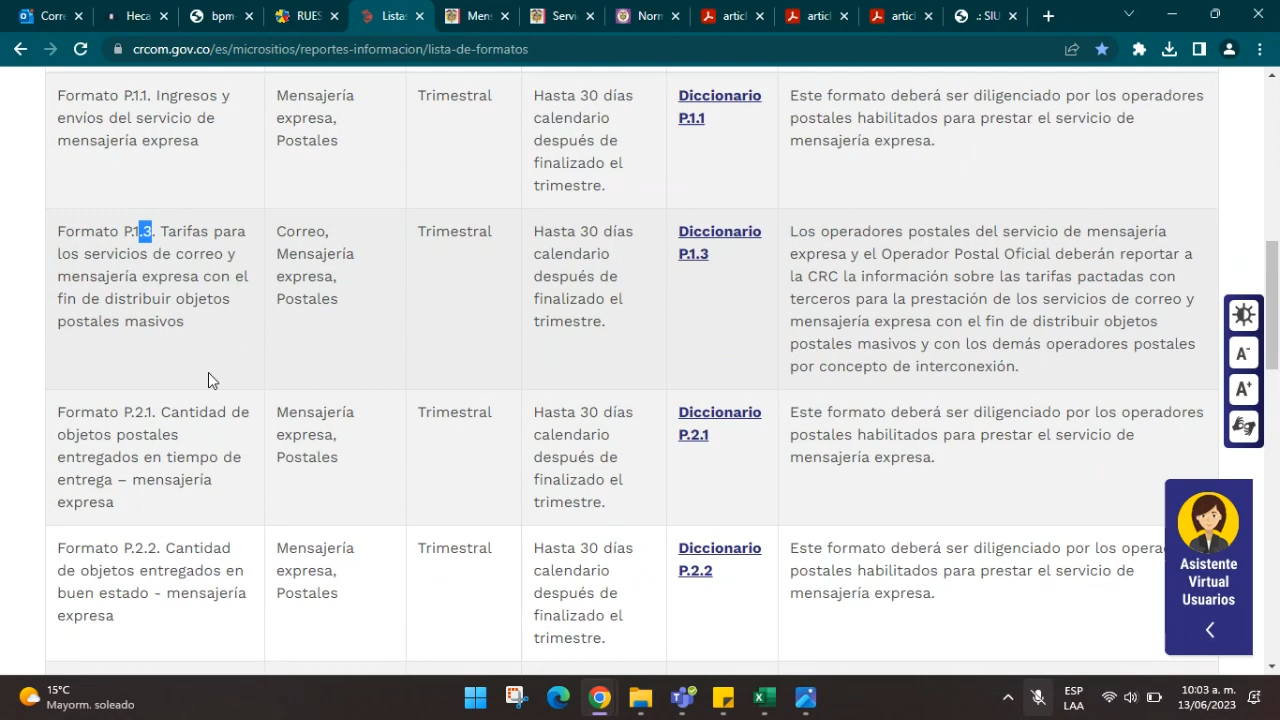 Corre
Heca
bpm
RUES
Listas
Mens
Servi
Norn
artic
artic
artic
.: SIU
crcom.gov.co/es/micrositios/reportes-informacion/lista-de-formatos
Formato P.1.1. Ingresos y
envíos del servicio de
mensajería expresa
Mensajería
expresa,
Postales
Trimestral
Hasta 30 días
calendario
después de
finalizado el
trimestre.
Diccionario
P.1.1
Este formato deberá ser diligenciado por los operadores
postales habilitados para prestar el servicio de
mensajería expresa.
Formato P.1.3. Tarifas para
los servicios de correo y
mensajería expresa con el
fin de distribuir objetos
postales masivos
Correo,
Mensajería
expresa,
Postales
Trimestral
Hasta 30 días
calendario
después de
finalizado el
trimestre.
Diccionario
P.1.3
Los operadores postales del servicio de mensajería
expresa y el Operador Postal Oficial deberán reportar a
la CRC la información sobre las tarifas pactadas con
terceros para la prestación de los servicios de correo y
mensajería expresa con el fin de distribuir objetos
postales masivos y con los demás operadores postales
por concepto de interconexión.
Formato P.2.1. Cantidad de
objetos postales
entregados en tiempo de
entrega – mensajería
expresa
Mensajería
expresa,
Postales
Trimestral
Hasta 30 días
calendario
después de
finalizado el
trimestre.
Diccionario
P.2.1
Este formato deberá ser diligenciado por los operadores
postales habilitados para prestar el servicio de
mensajería expresa.
Formato P.2.2. Cantidad
de objetos entregados en
buen estado - mensajería
expresa
Mensajería
expresa,
Postales
Trimestral
Hasta 30 días
calendario
después de
finalizado el
trimestre.
Diccionario
P.2.2
Este formato deberá ser diligenciado por los opera
postales habilitados para prestar el servicio de
mensajería expresa.
A-
A+
Asistente
Virtual
Usuarios
15°C
Mayorm. soleado
ESP
LAA
10:03 a. m.
13/06/2023